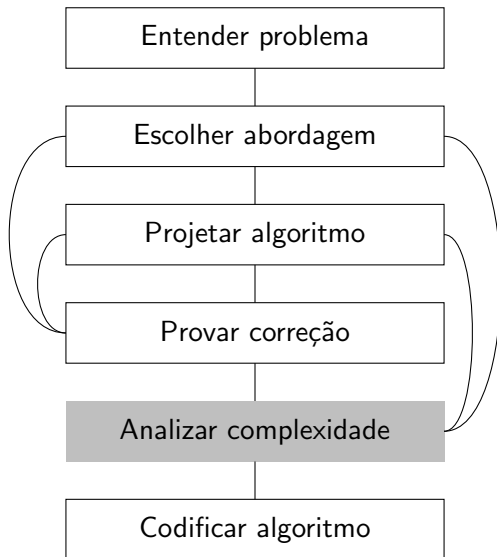 Entender problema
Escolher abordagem
Projetar algoritmo
Provar correção
Analizar complexidade
Codificar algoritmo